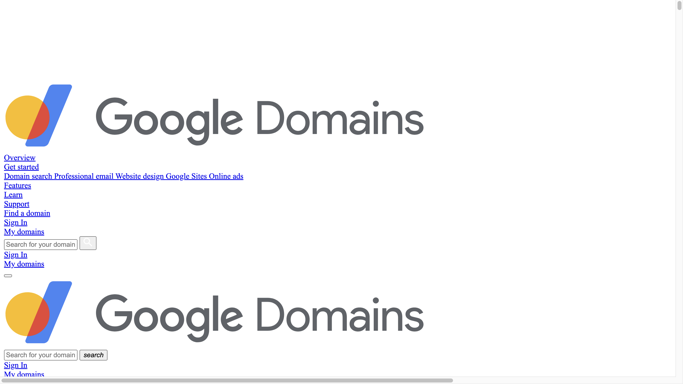 Google Domains
Overview
Get started
Domain search Professional email Website design Google Sites Online ads
Features
Learn
Support
Find a domain
Sign In
My domains
Search for your domain
Sign In
My domains
Google Domains
Search for your domain search
Sign In
My domains